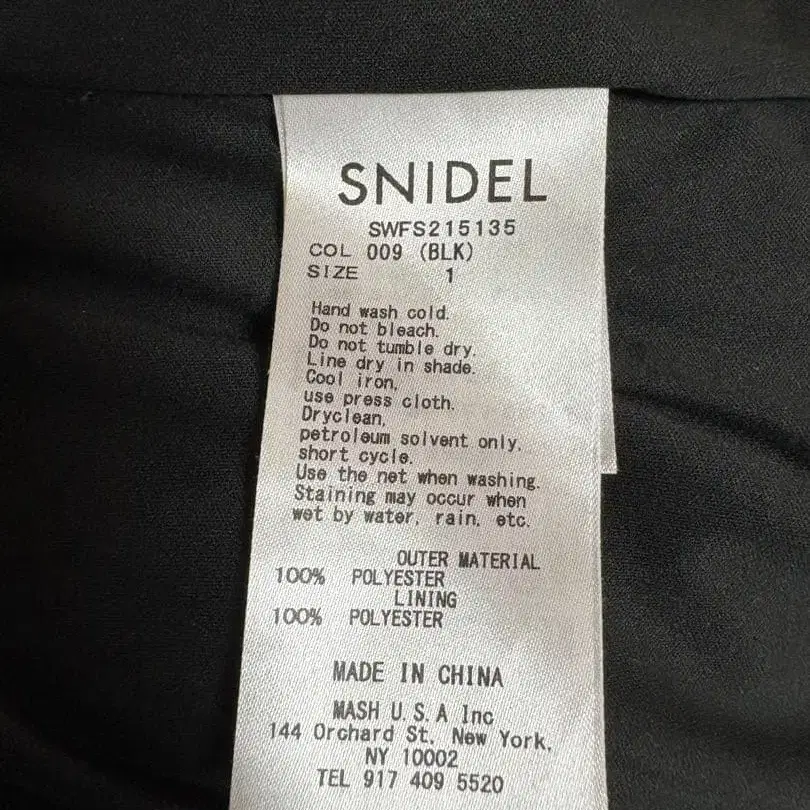 SNIDEL
SWFS215135
COL 009 (BLK)
SIZE 1
Hand wash cold.
Do not bleach.
Do not tumble dry.
Line dry in shade.
Cool iron,
use press cloth.
Dryclean,
petroleum solvent only,
short cycle.
Use the net when washing.
Staining may occur when
wet by water, rain, etc.
OUTER MATERIAL
100% POLYESTER
LINING
100% POLYESTER
MADE IN CHINA
MASH U.S.A Inc
144 Orchard St. New York,
NY 10002
TEL 917 409 5520